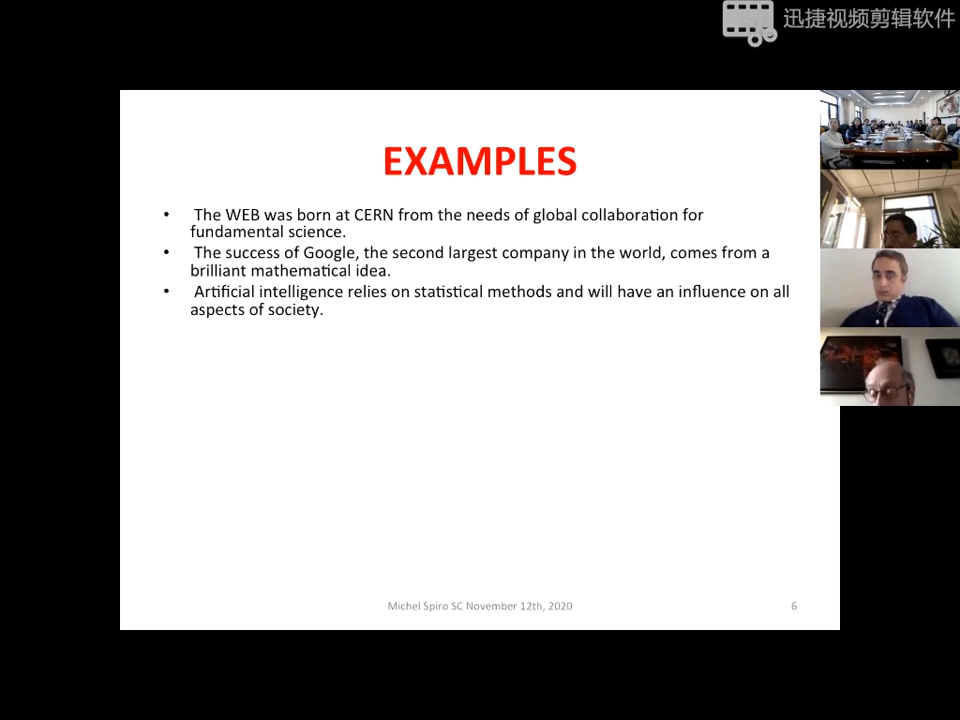 迅捷视频剪辑软件
EXAMPLES
• The WEB was born at CERN from the needs of global collaboration for
fundamental science.
• The success of Google, the second largest company in the world, comes from a
brilliant mathematical idea.
• Artificial intelligence relies on statistical methods and will have an influence on all
aspects of society.
Michel Spiro SC November 12th, 2020
6